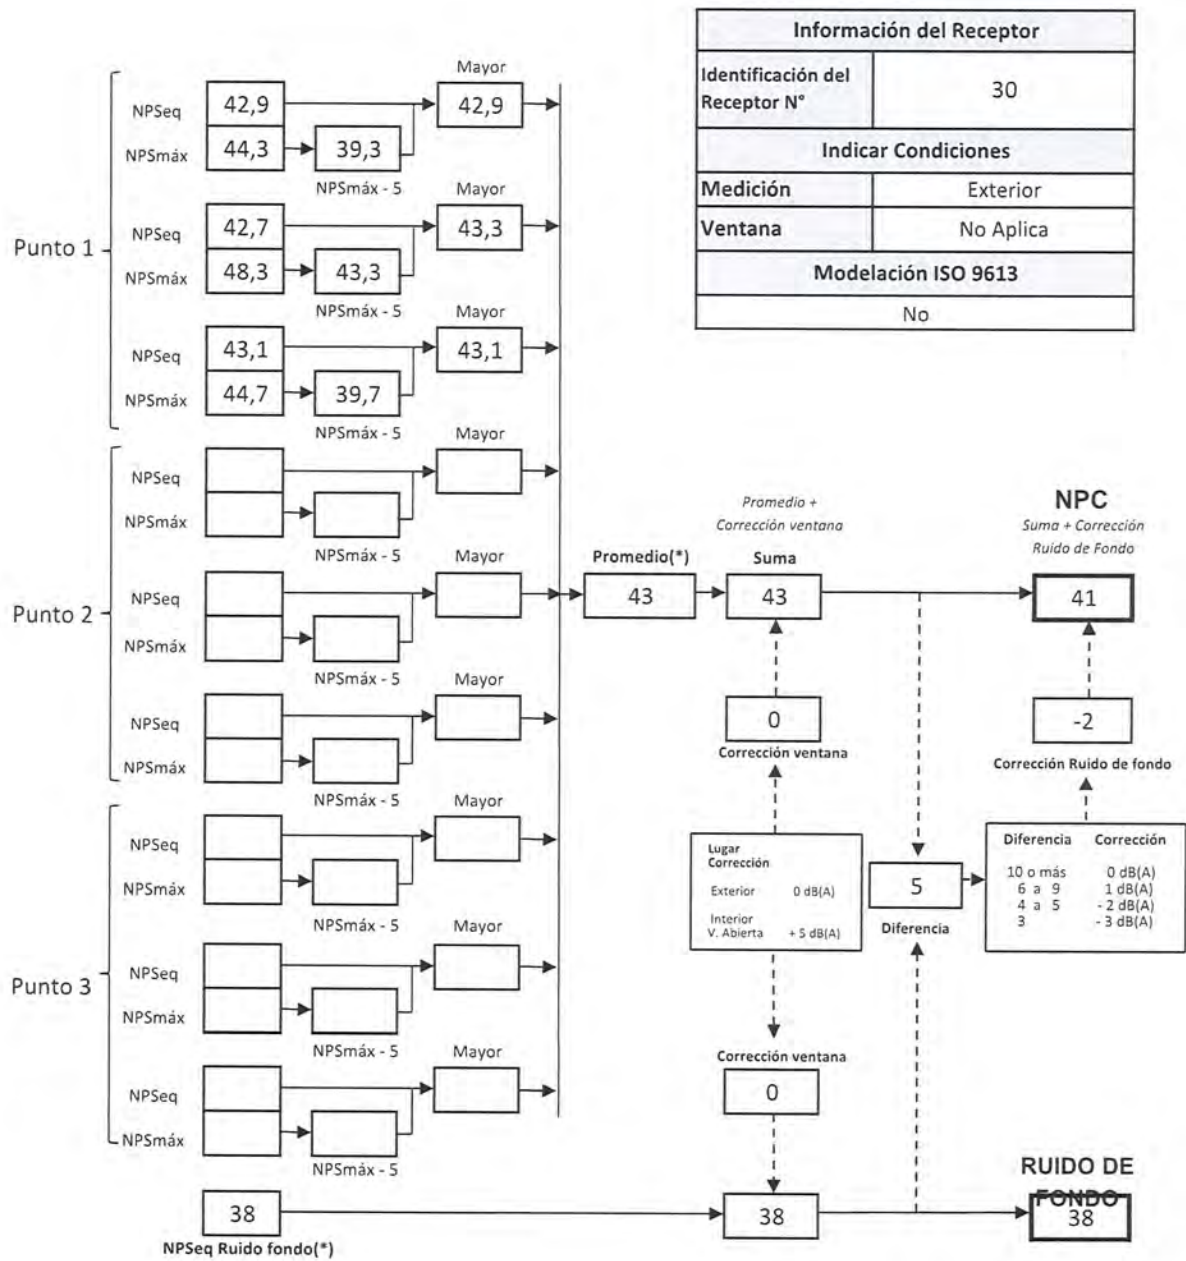 Información del Receptor
Identificación del Receptor N° 30
Indicar Condiciones
Medición Exterior
Ventana No Aplica
Modelación ISO 9613
No
Punto 1
Mayor
NPSeq 42,9 42,9
NPSmáx 44,3 39,3
NPSmáx - 5
Mayor
NPSeq 42,7 43,3
NPSmáx 48,3 43,3
NPSmáx - 5
Mayor
NPSeq 43,1 43,1
NPSmáx 44,7 39,7
NPSmáx - 5
Punto 2
Mayor
NPSeq
NPSmáx
NPSmáx - 5
Mayor
NPSeq
NPSmáx
NPSmáx - 5
Mayor
NPSeq
NPSmáx
NPSmáx - 5
Punto 3
Mayor
NPSeq
NPSmáx
NPSmáx - 5
Mayor
NPSeq
NPSmáx
NPSmáx - 5
Mayor
NPSeq
NPSmáx
NPSmáx - 5
Promedio(*)
43
Promedio +
Corrección ventana
Suma
43
NPC
Suma + Corrección
Ruido de Fondo
41
0
Corrección ventana
-2
Corrección Ruido de fondo
Lugar
Corrección
Exterior 0 dB(A)
Interior
V. Abierta + 5 dB(A)
5
Diferencia
Diferencia Corrección
10 o más 0 dB(A)
6 a 9 1 dB(A)
4 a 5 - 2 dB(A)
3 - 3 dB(A)
Corrección ventana
0
38
NPSeq Ruido fondo(*)
38
RUIDO DE
FONDO
38